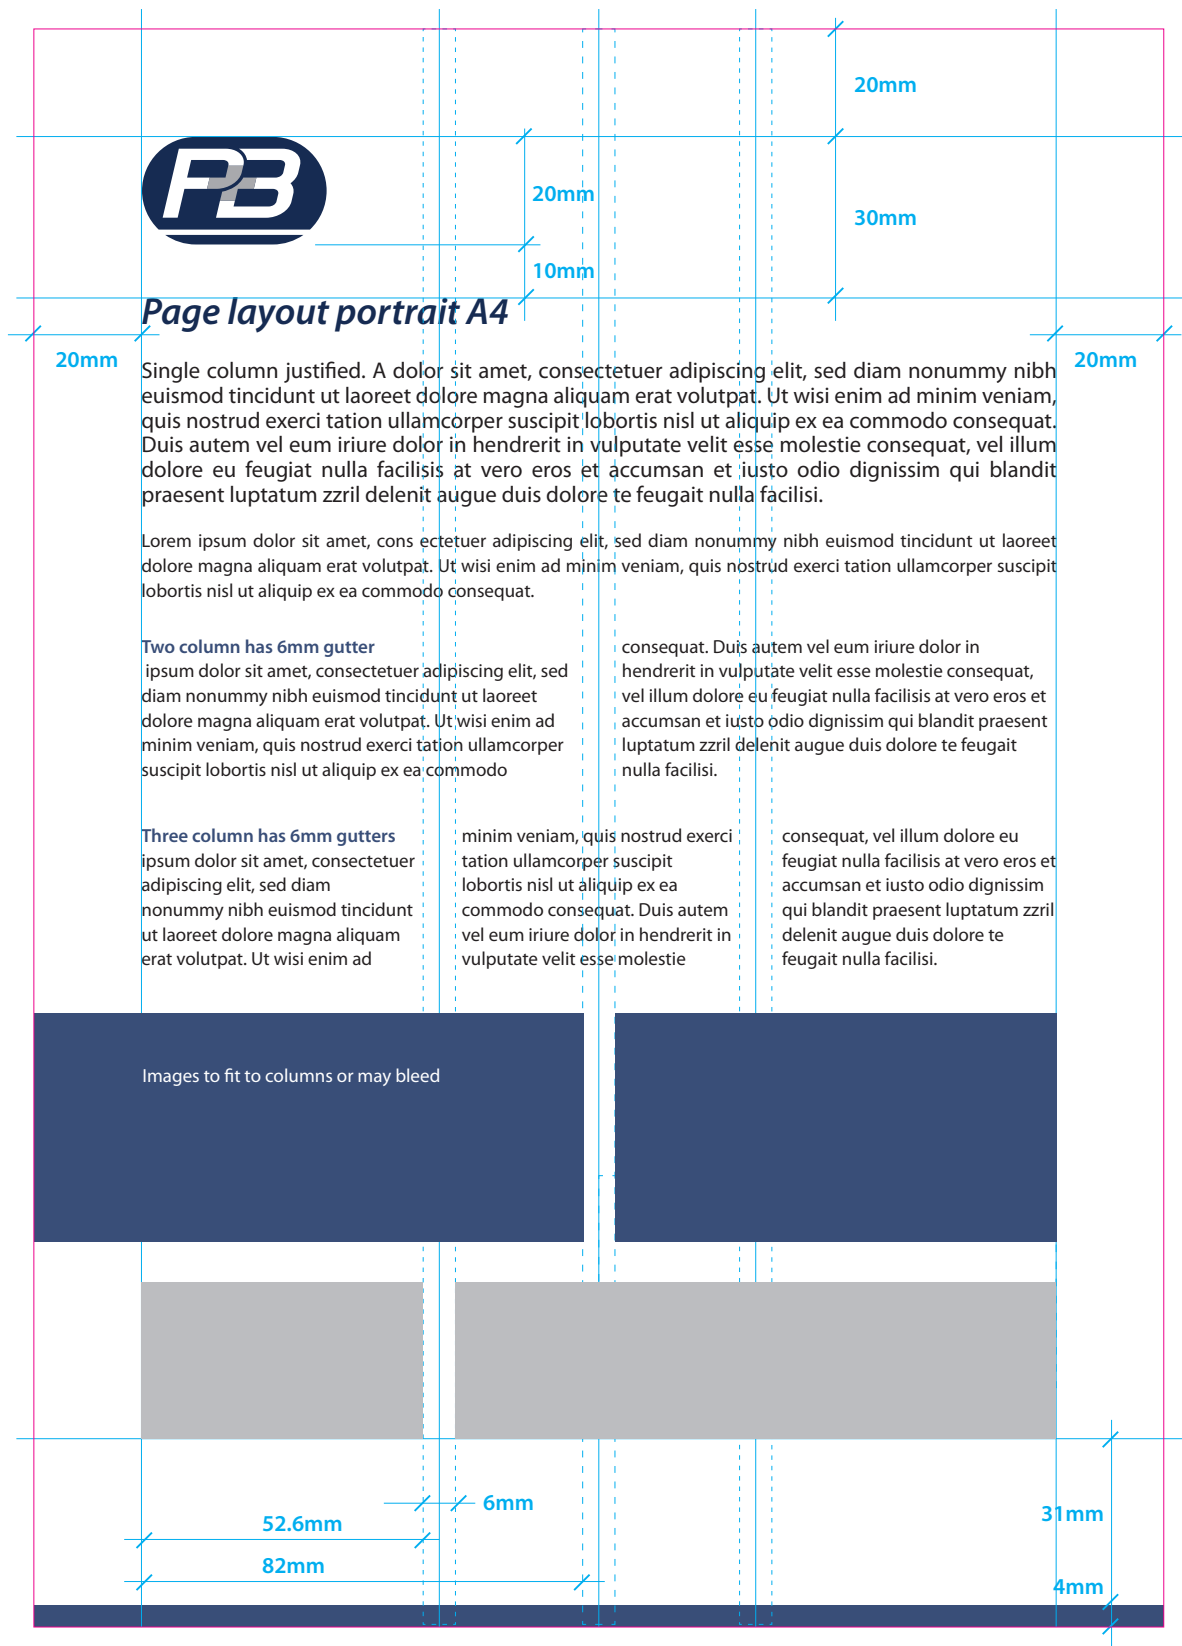 20mm
PB
20mm
30mm
10mm
Page layout portrait A4
20mm
20mm
Single column justified. A dolor sit amet, consectetuer adipiscing elit, sed diam nonummy nibh
euismod tincidunt ut laoreet dolore magna aliquam erat volutpat. Ut wisi enim ad minim veniam,
quis nostrud exerci tation ullamcorper suscipit lobortis nisl ut aliquip ex ea commodo consequat.
Duis autem vel eum iriure dolor in hendrerit in vulputate velit esse molestie consequat, vel illum
dolore eu feugiat nulla facilisis at vero eros et accumsan et iusto odio dignissim qui blandit
praesent luptatum zzril delenit augue duis dolore te feugait nulla facilisi.
Lorem ipsum dolor sit amet, cons ectetuer adipiscing elit, sed diam nonummy nibh euismod tincidunt ut laoreet
dolore magna aliquam erat volutpat. Ut wisi enim ad minim veniam, quis nostrud exerci tation ullamcorper suscipit
lobortis nisl ut aliquip ex ea commodo consequat.
Two column has 6mm gutter
ipsum dolor sit amet, consectetuer adipiscing elit, sed
diam nonummy nibh euismod tincidunt ut laoreet
dolore magna aliquam erat volutpat. Ut wisi enim ad
minim veniam, quis nostrud exerci tation ullamcorper
suscipit lobortis nisl ut aliquip ex ea commodo
consequat. Duis autem vel eum iriure dolor in
hendrerit in vulputate velit esse molestie consequat,
vel illum dolore eu feugiat nulla facilisis at vero eros et
accumsan et iusto odio dignissim qui blandit praesent
luptatum zzril delenit augue duis dolore te feugait
nulla facilisi.
Three column has 6mm gutters
ipsum dolor sit amet, consectetuer
adipiscing elit, sed diam
nonummy nibh euismod tincidunt
ut laoreet dolore magna aliquam
erat volutpat. Ut wisi enim ad
minim veniam, quis nostrud exerci
tation ullamcorper suscipit
lobortis nisl ut aliquip ex ea
commodo consequat. Duis autem
vel eum iriure dolor in hendrerit in
vulputate velit esse molestie
consequat, vel illum dolore eu
feugiat nulla facilisis at vero eros et
accumsan et iusto odio dignissim
qui blandit praesent luptatum zzril
delenit augue duis dolore te
feugait nulla facilisi.
Images to fit to columns or may bleed
6mm
52.6mm
82mm
31mm
4mm